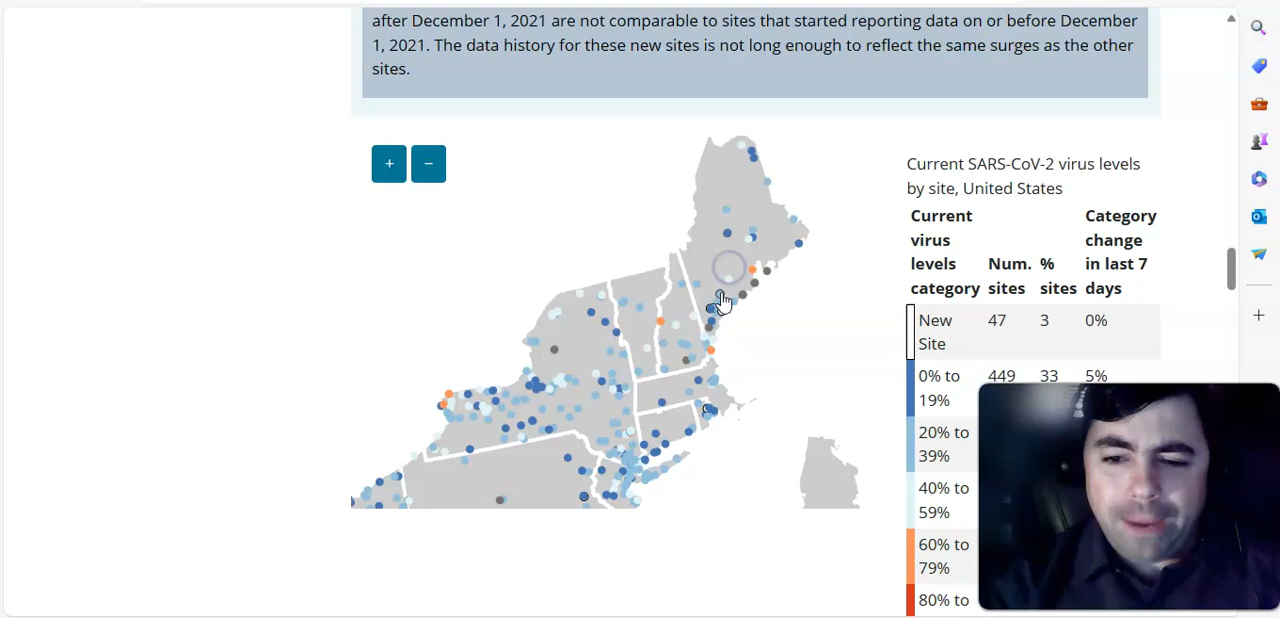 after December 1, 2021 are not comparable to sites that started reporting data on or before December
1, 2021. The data history for these new sites is not long enough to reflect the same surges as the other
sites.
+ −
Current SARS-CoV-2 virus levels
by site, United States
Current virus levels category Num. sites % sites Category change in last 7 days
New Site 47 3 0%
0% to 19% 449 33 5%
20% to 39%
40% to 59%
60% to 79%
80% to